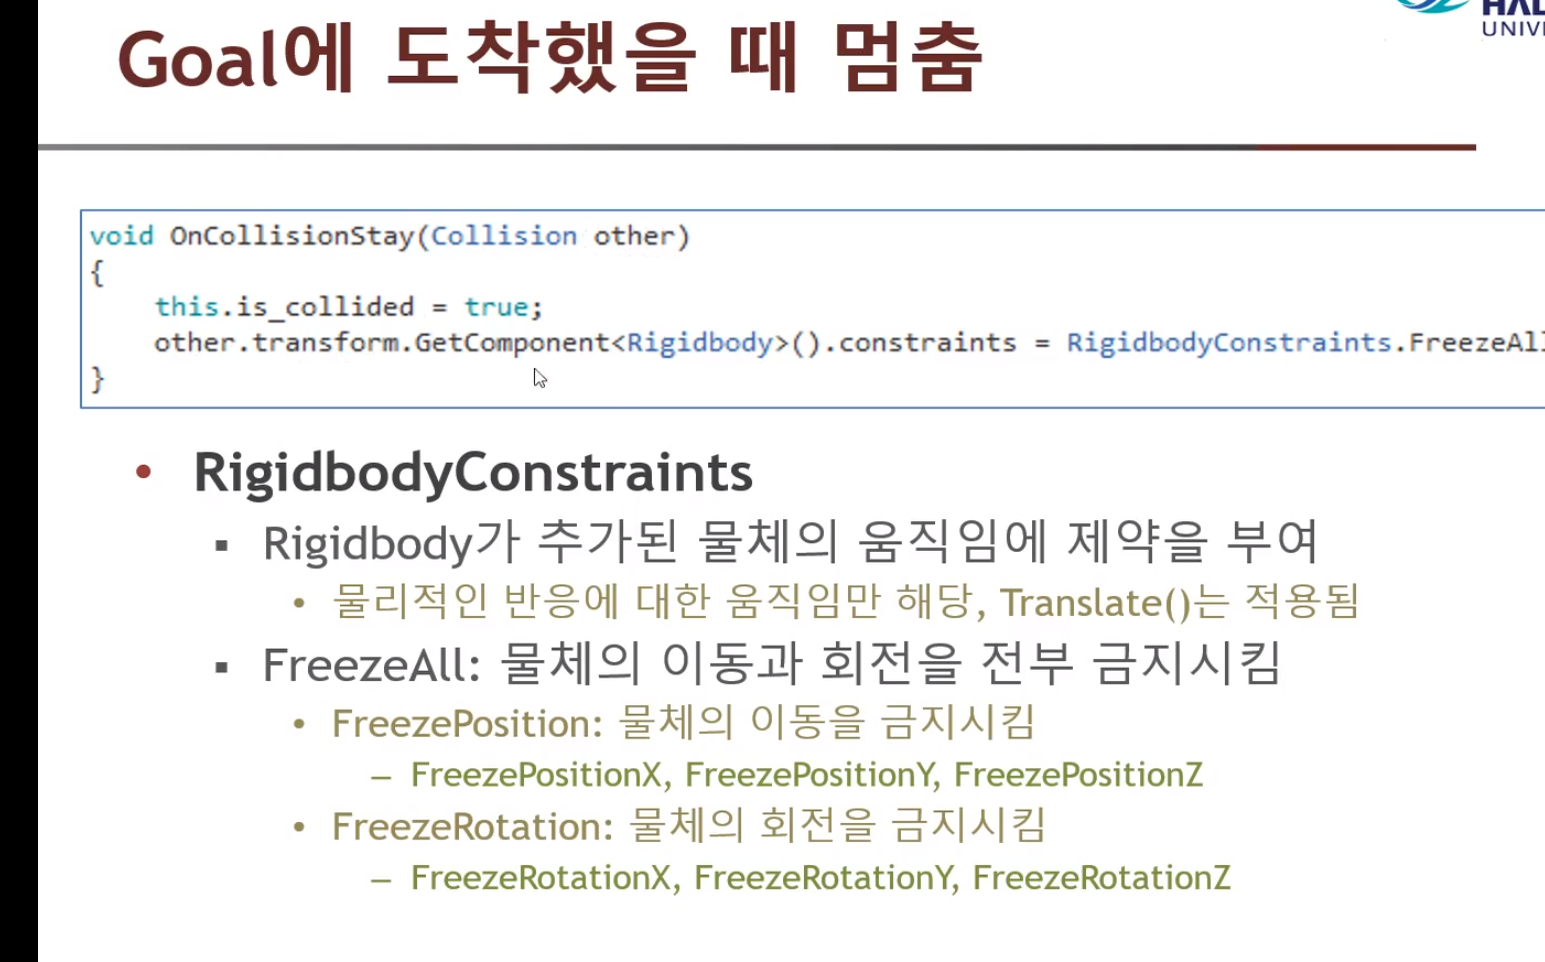 Goal에 도착했을 때 멈춤
UNIV
void OnCollisionStay(Collision other)
{
this.is_collided = true;
other.transform.GetComponent<Rigidbody>().constraints = RigidbodyConstraints.FreezeAll
}
• RigidbodyConstraints
▪ Rigidbody가 추가된 물체의 움직임에 제약을 부여
• 물리적인 반응에 대한 움직임만 해당, Translate()는 적용됨
▪ FreezeAll: 물체의 이동과 회전을 전부 금지시킴
• FreezePosition: 물체의 이동을 금지시킴
– FreezePositionX, FreezePositionY, FreezePositionZ
• FreezeRotation: 물체의 회전을 금지시킴
– FreezeRotationX, FreezeRotationY, FreezeRotationZ